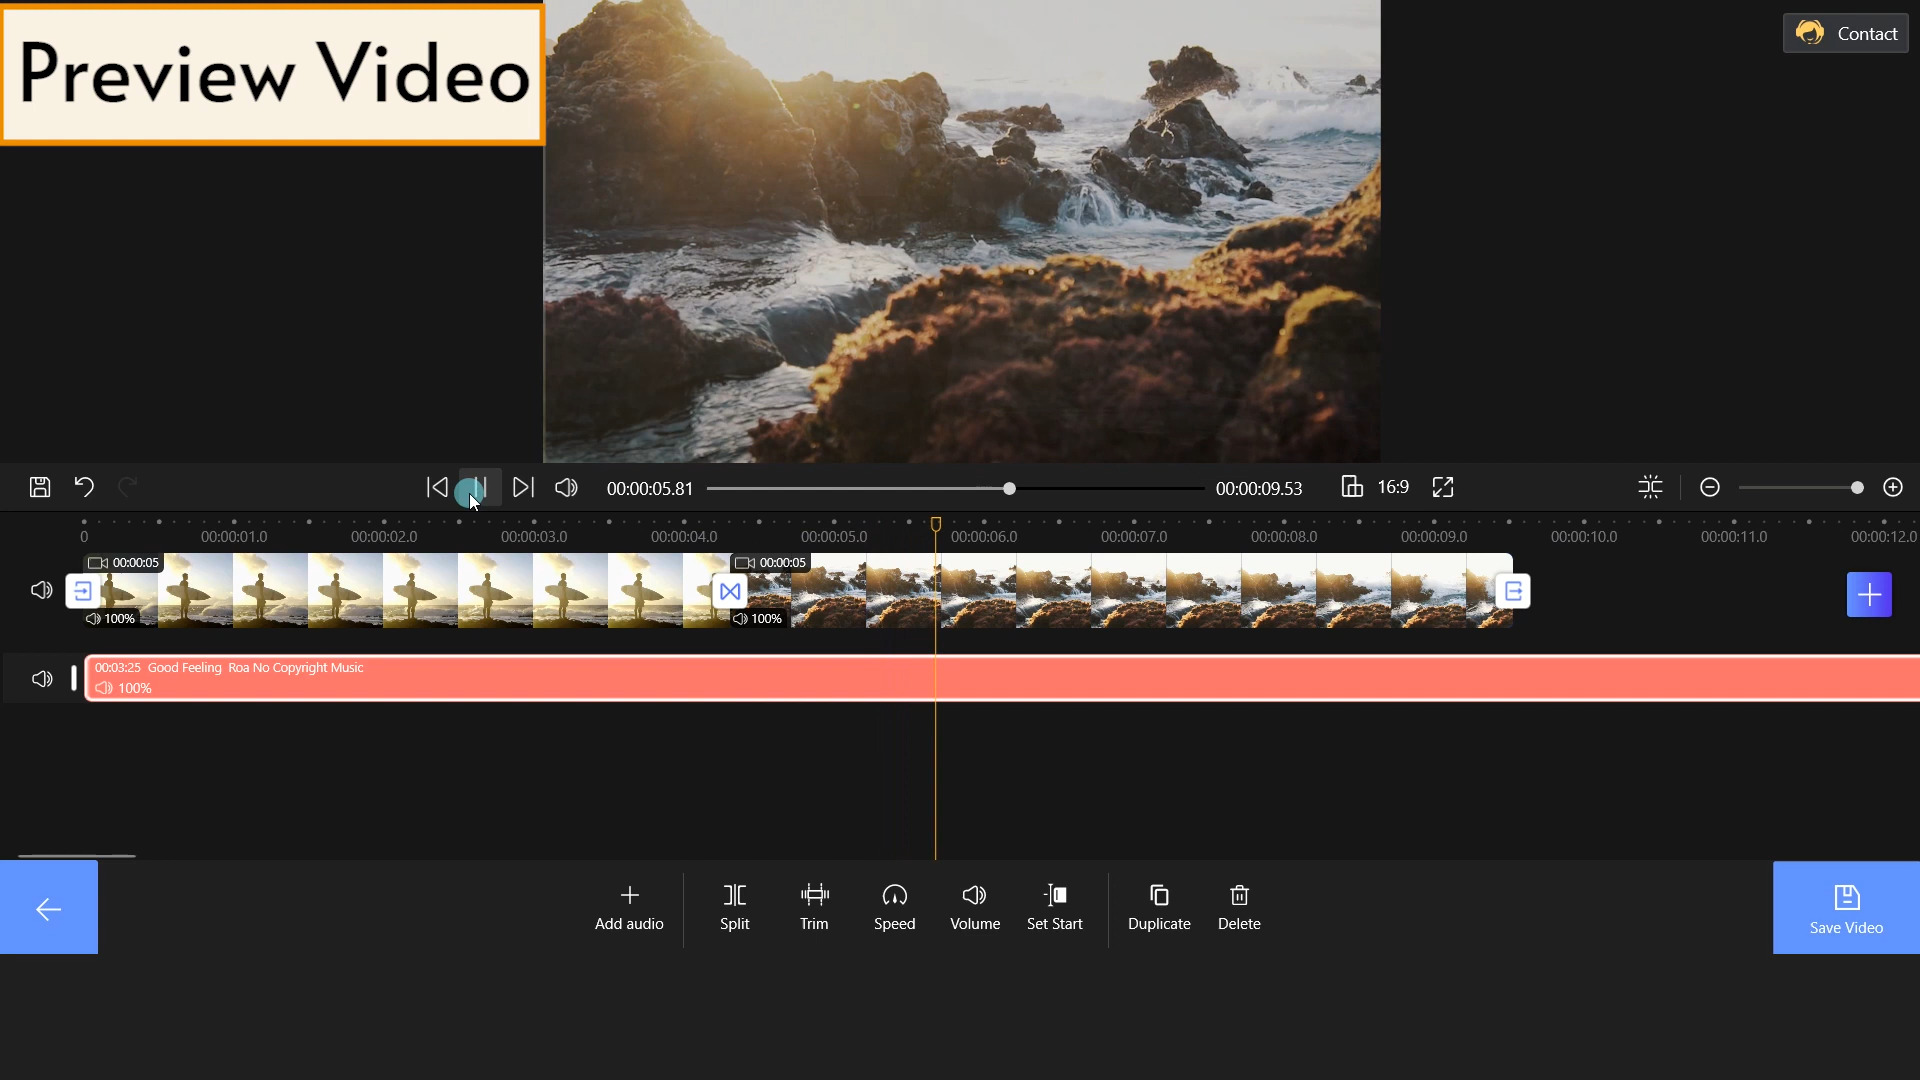 Preview Video
Contact
00:00:05.81
00:00:09.53
16:9
0 00:00:01.0 00:00:02.0 00:00:03.0 00:00:04.0 00:00:05.0 00:00:06.0 00:00:07.0 00:00:08.0 00:00:09.0 00:00:10.0 00:00:11.0 00:00:12.0
00:00:05
00:00:05
100%
100%
00:03:25 Good Feeling Roa No Copyright Music
100%
Add audio
Split
Trim
Speed
Volume
Set Start
Duplicate
Delete
Save Video